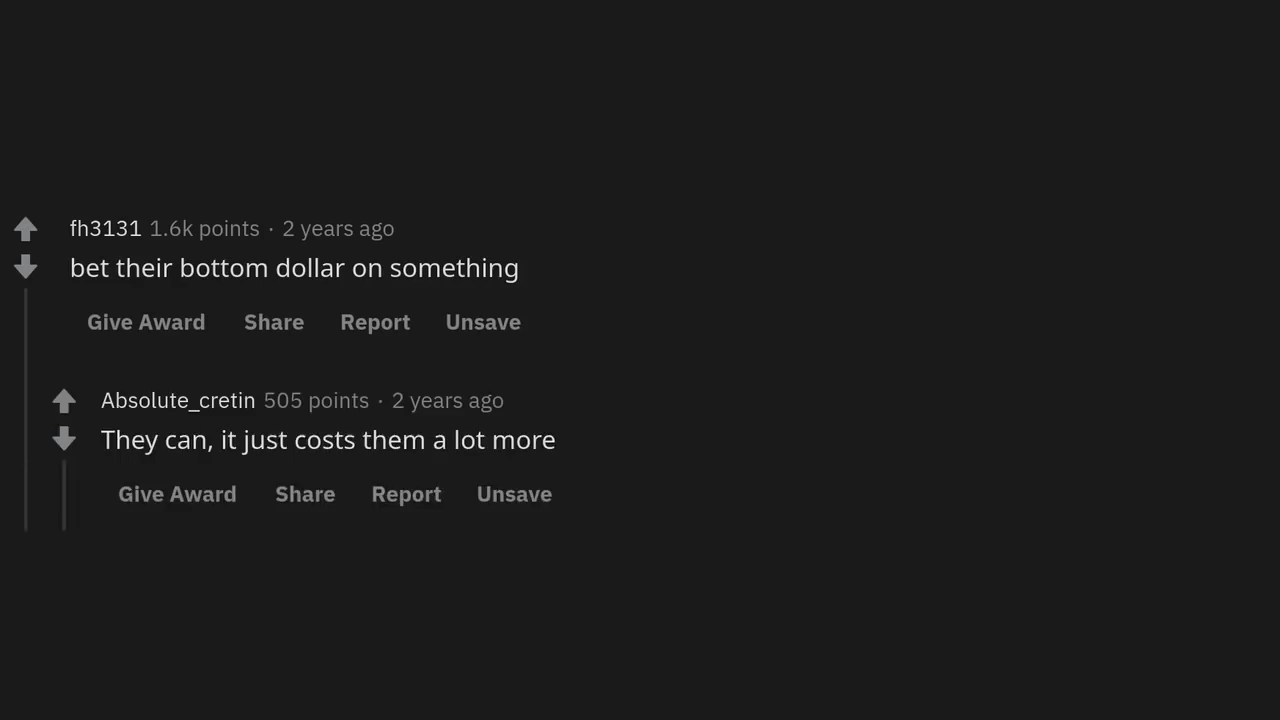 fh3131 1.6k points · 2 years ago
bet their bottom dollar on something
Give Award Share Report Unsave
Absolute_cretin 505 points · 2 years ago
They can, it just costs them a lot more
Give Award Share Report Unsave